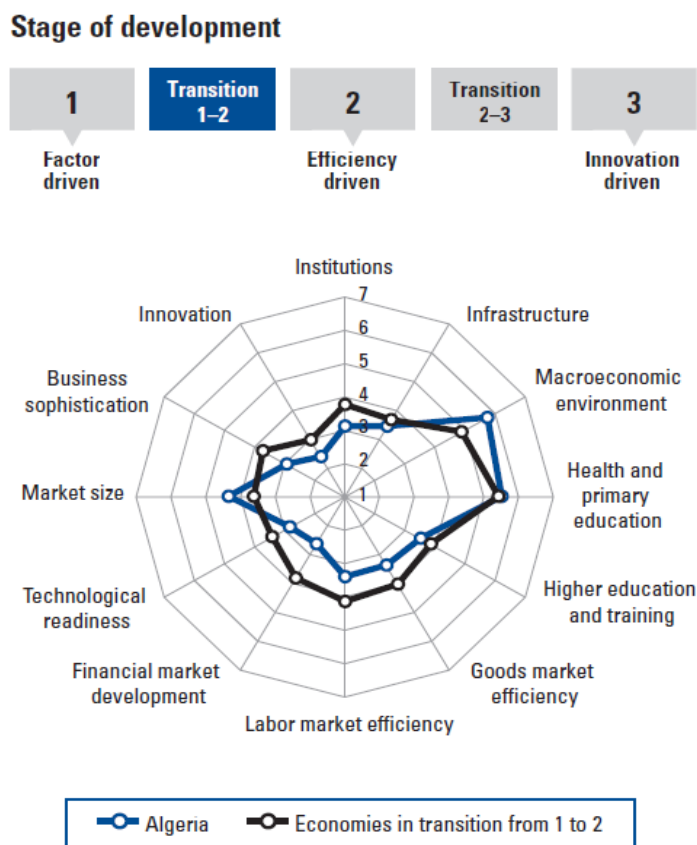 Stage of development
1
Transition
1–2
2
Transition
2–3
3
Factor
driven
Efficiency
driven
Innovation
driven
Institutions
7
6
5
4
3
2
1
Innovation
Infrastructure
Business
sophistication
Macroeconomic
environment
Market size
Health and
primary
education
Technological
readiness
Higher education
and training
Financial market
development
Goods market
efficiency
Labor market efficiency
Algeria
Economies in transition from 1 to 2